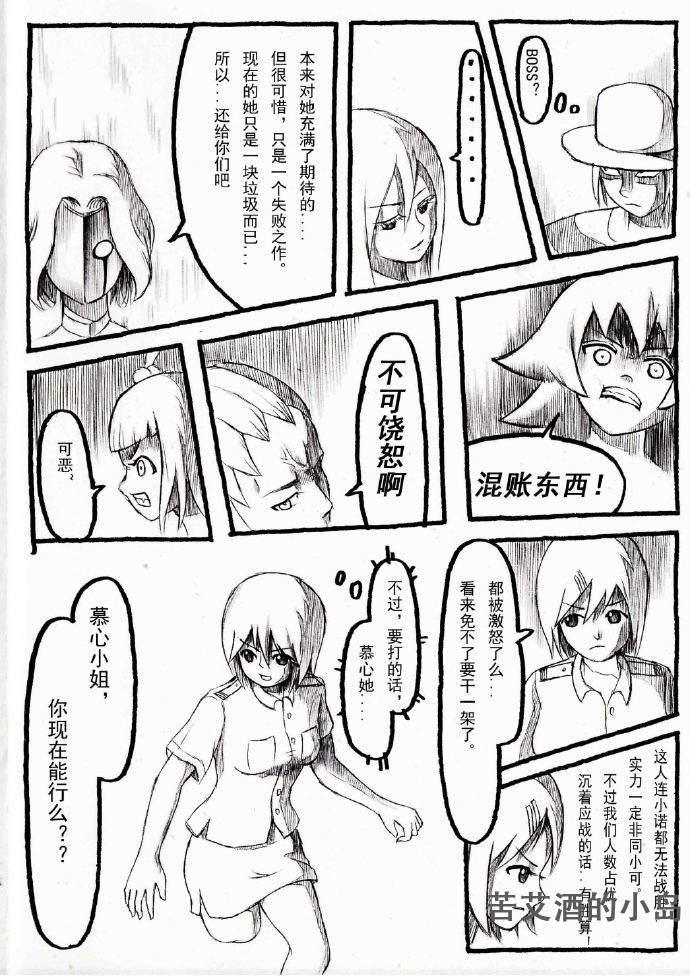 BOSS?
......
本来对她充满了期待的....
但很可惜，只是一个失败之作。
现在的她只是一块垃圾而已...
所以...还给你们吧
混账东西！
不可饶恕
啊
可恶~
都被激怒了么...
看来免不了要干一架了。
不过，要打的话，
慕心她....
慕心小姐，
你现在能行么??
这人连小诺都无法战胜
实力一定非同小可。
不过我们人数占优
沉着应战的话..有胜算！
苦艾酒的小岛